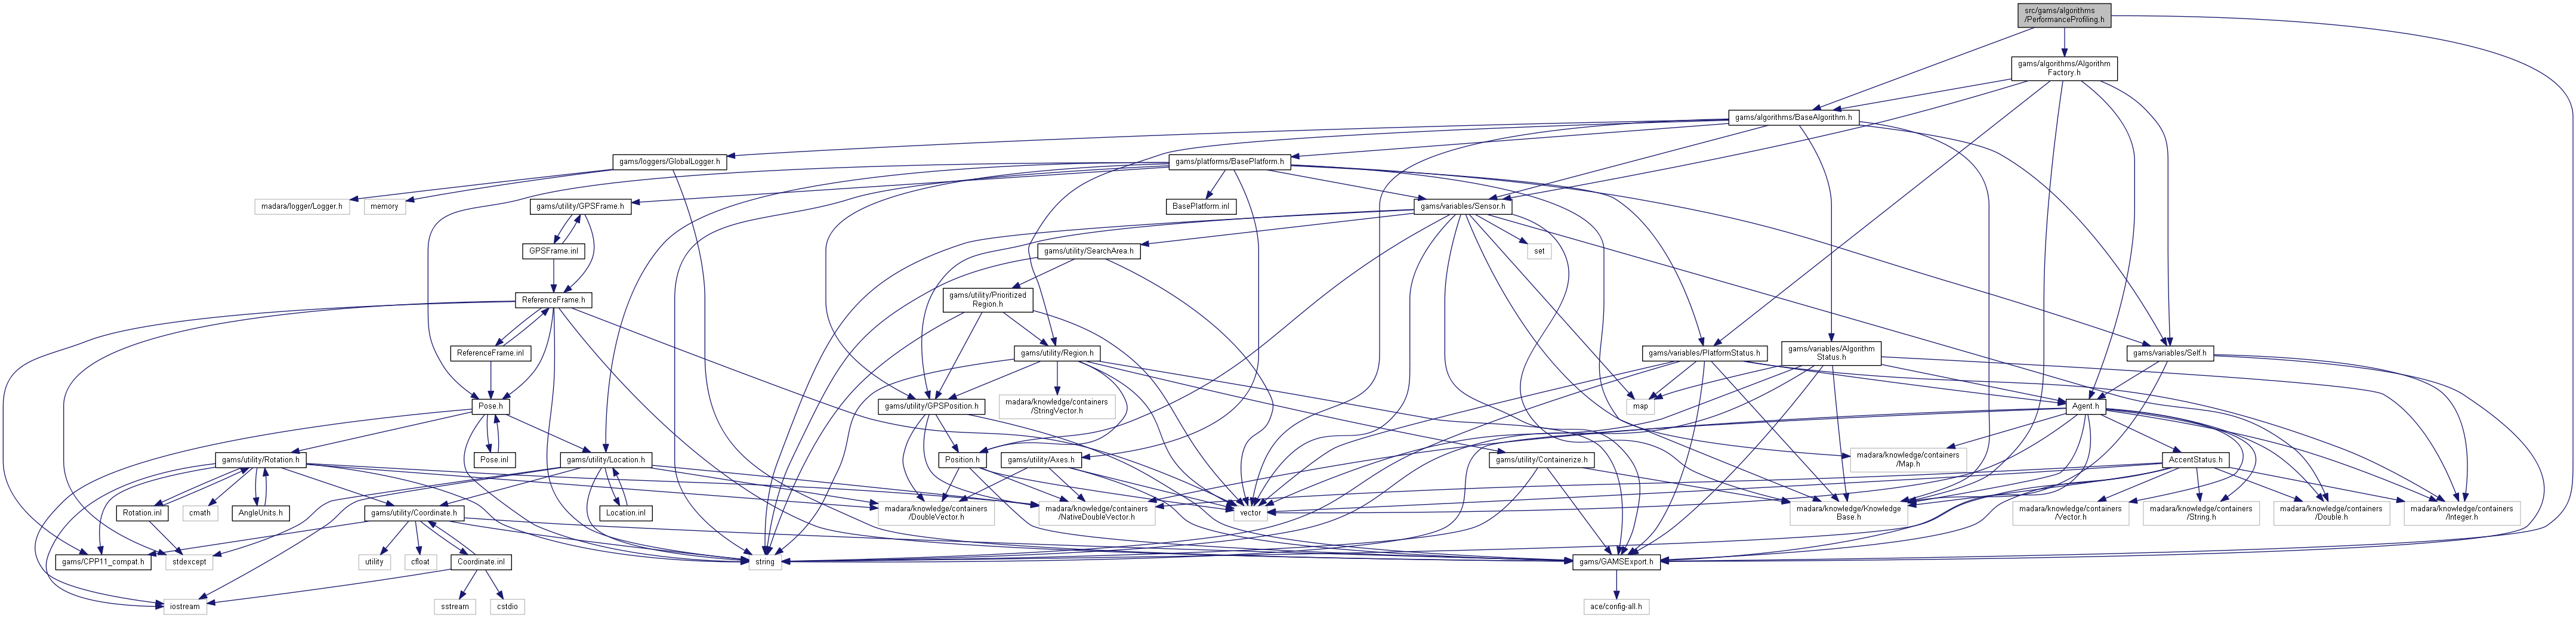 src/gams/algorithms
/PerformanceProfiling.h
gams/algorithms/Algorithm
Factory.h
gams/algorithms/BaseAlgorithm.h
gams/loggers/GlobalLogger.h
gams/platforms/BasePlatform.h
madara/logger/Logger.h
memory
gams/utility/GPSFrame.h
BasePlatform.inl
gams/variables/Sensor.h
GPSFrame.inl
gams/utility/SearchArea.h
set
ReferenceFrame.h
gams/utility/Prioritized
Region.h
ReferenceFrame.inl
gams/utility/Region.h
gams/variables/PlatformStatus.h
gams/variables/Algorithm
Status.h
gams/variables/Self.h
Pose.h
gams/utility/GPSPosition.h
madara/knowledge/containers
/StringVector.h
map
Agent.h
gams/utility/Rotation.h
Pose.inl
gams/utility/Location.h
Position.h
gams/utility/Axes.h
gams/utility/Containerize.h
madara/knowledge/containers
/Map.h
AccentStatus.h
Rotation.inl
cmath
AngleUnits.h
gams/utility/Coordinate.h
Location.inl
madara/knowledge/containers
/DoubleVector.h
madara/knowledge/containers
/NativeDoubleVector.h
vector
madara/knowledge/Knowledge
Base.h
madara/knowledge/containers
/Vector.h
madara/knowledge/containers
/String.h
madara/knowledge/containers
/Double.h
madara/knowledge/containers
/Integer.h
gams/CPP11_compat.h
stdexcept
utility
cfloat
Coordinate.inl
string
gams/GAMSExport.h
iostream
sstream
cstdio
ace/config-all.h